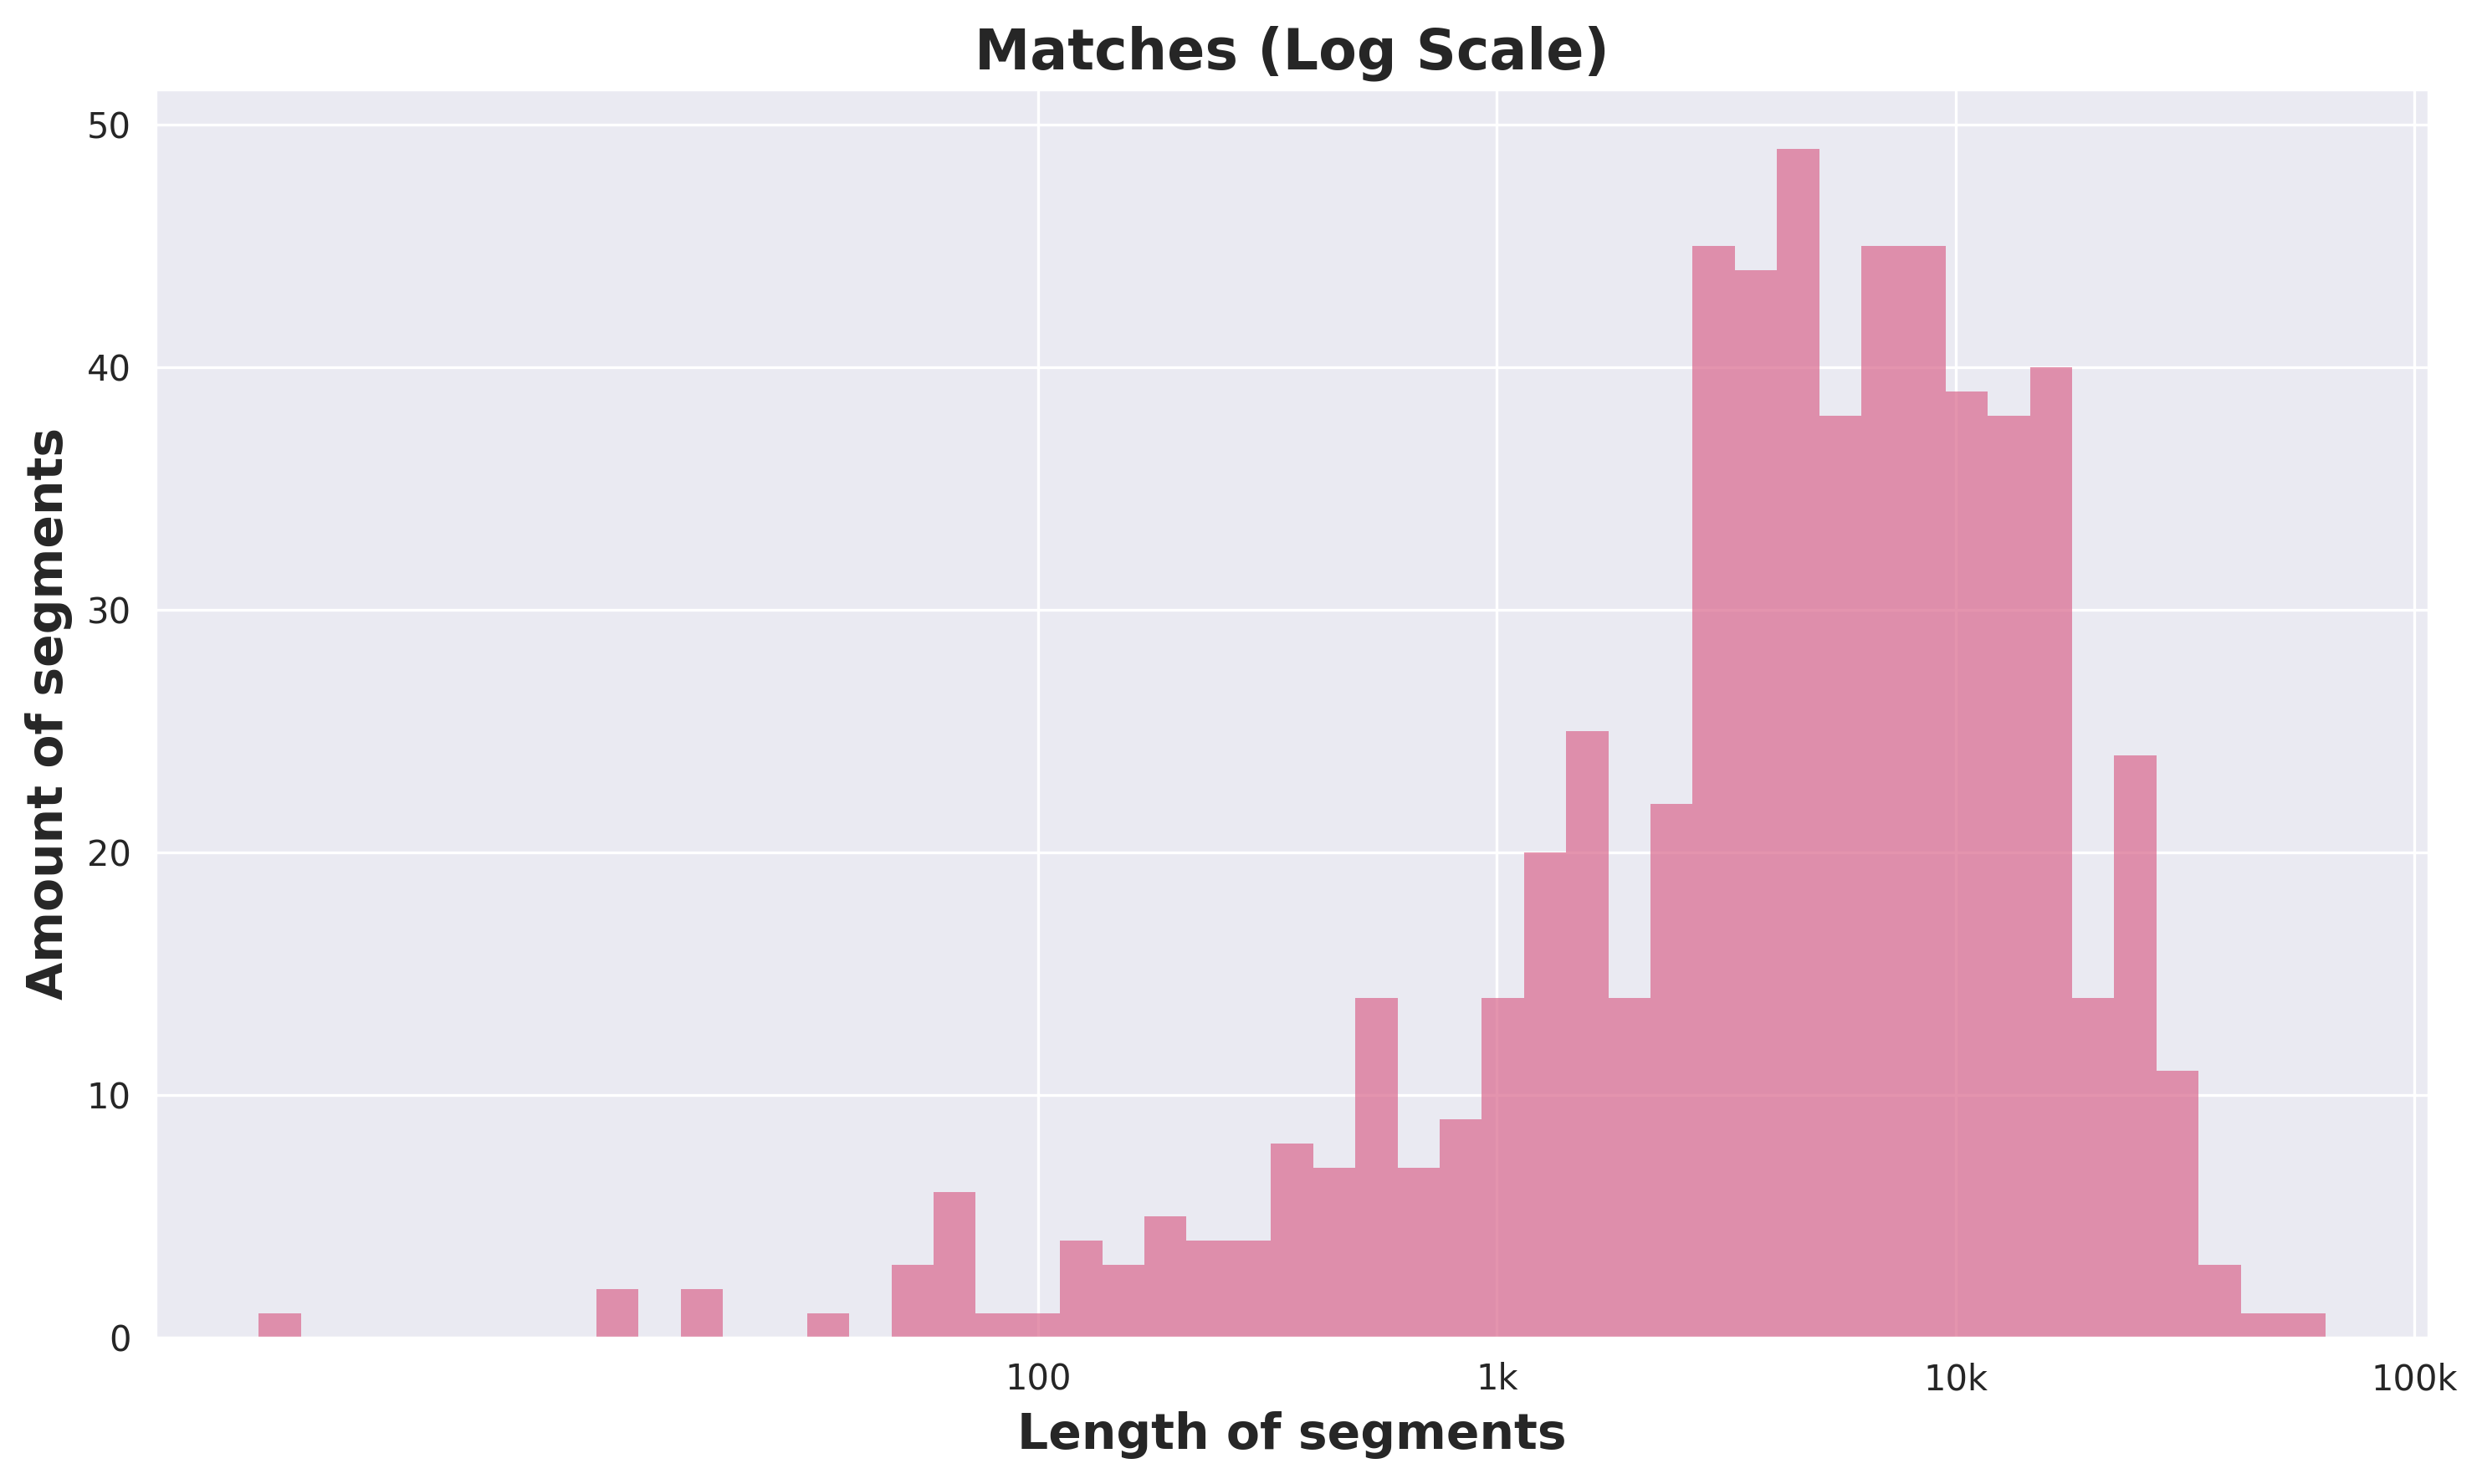 Matches (Log Scale)
50
40
30
20
10
0
Amount of segments
100
1k
10k
100k
Length of segments